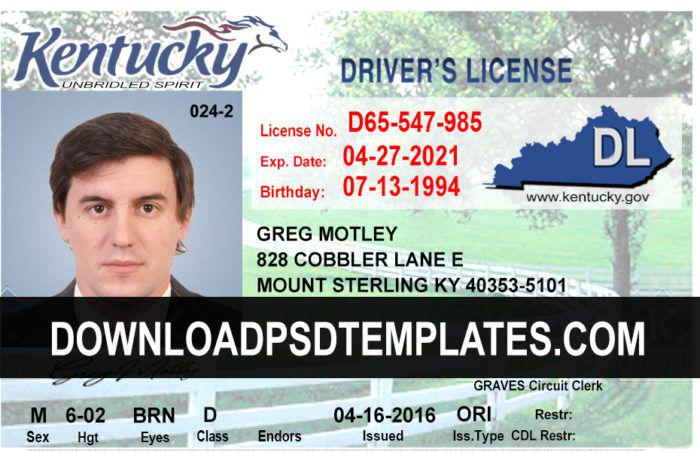 Kentucky
UNBRIDLED SPIRIT
DRIVER'S LICENSE
024-2
License No. D65-547-985
Exp. Date: 04-27-2021
Birthday: 07-13-1994
DL
www.kentucky.gov
GREG MOTLEY
828 COBBLER LANE E
MOUNT STERLING KY 40353-5101
DOWNLOADPSDTEMPLATES.COM
Greg Motley
GRAVES Circuit Clerk
M 6-02 BRN D 04-16-2016 ORI Restr:
Sex Hgt Eyes Class Endors Issued Iss.Type CDL Restr: